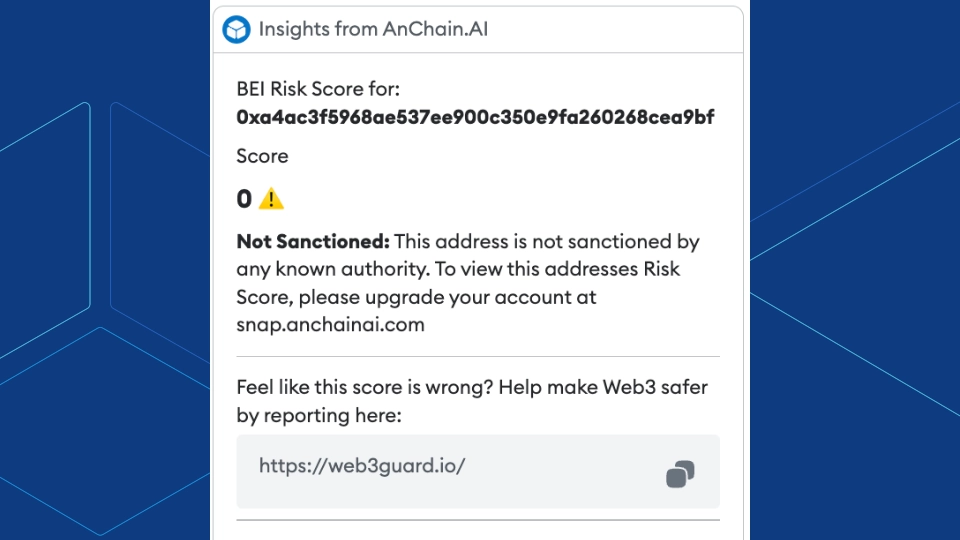 Insights from AnChain.AI
BEI Risk Score for:
0xa4ac3f5968ae537ee900c350e9fa260268cea9bf
Score
0
Not Sanctioned: This address is not sanctioned by
any known authority. To view this addresses Risk
Score, please upgrade your account at
snap.anchainai.com
Feel like this score is wrong? Help make Web3 safer
by reporting here:
https://web3guard.io/